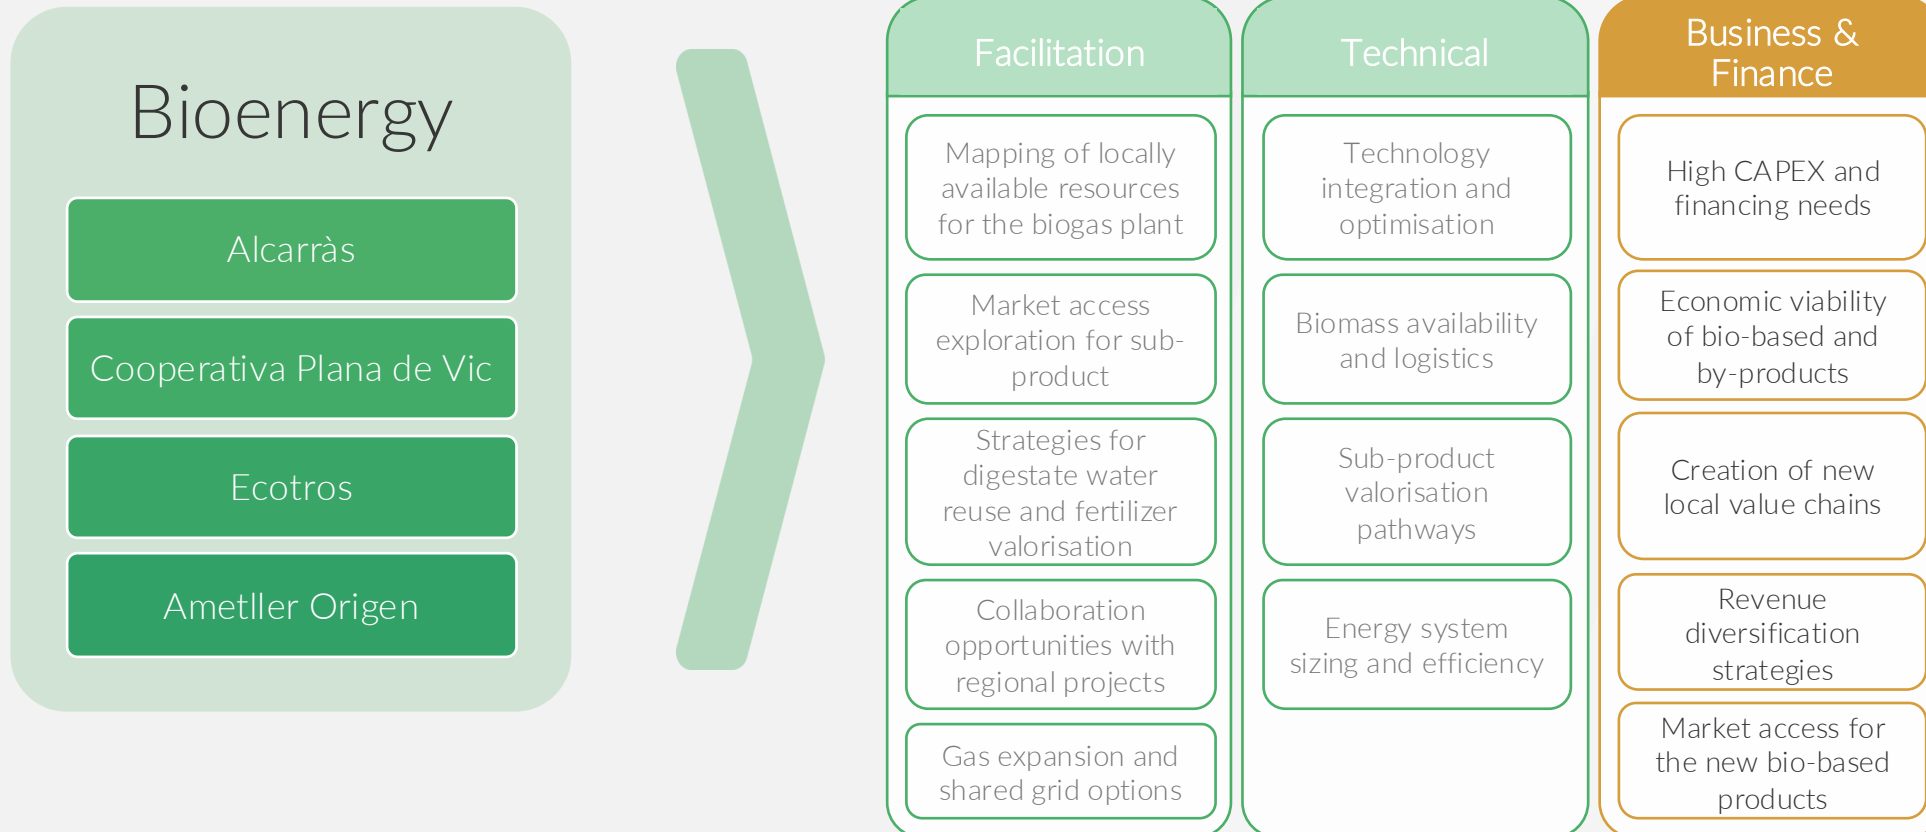 Bioenergy
Alcarràs
Cooperativa Plana de Vic
Ecotros
Ametller Origen
Facilitation
Mapping of locally
available resources
for the biogas plant
Market access
exploration for sub-
product
Strategies for
digestate water
reuse and fertilizer
valorisation
Collaboration
opportunities with
regional projects
Gas expansion and
shared grid options
Technical
Technology
integration and
optimisation
Biomass availability
and logistics
Sub-product
valorisation
pathways
Energy system
sizing and efficiency
Business &
Finance
High CAPEX and
financing needs
Economic viability
of bio-based and
by-products
Creation of new
local value chains
Revenue
diversification
strategies
Market access for
the new bio-based
products